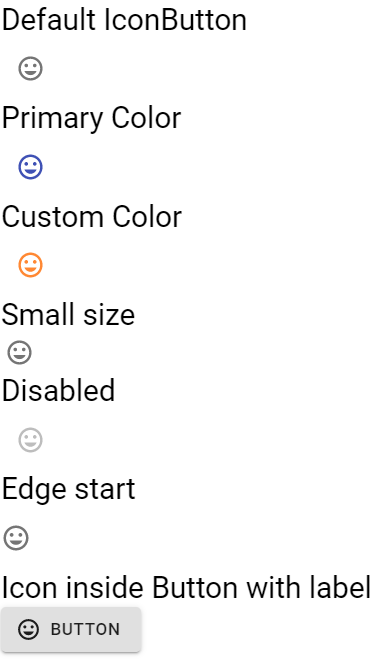 Default IconButton
Primary Color
Custom Color
Small size
Disabled
Edge start
Icon inside Button with label
BUTTON